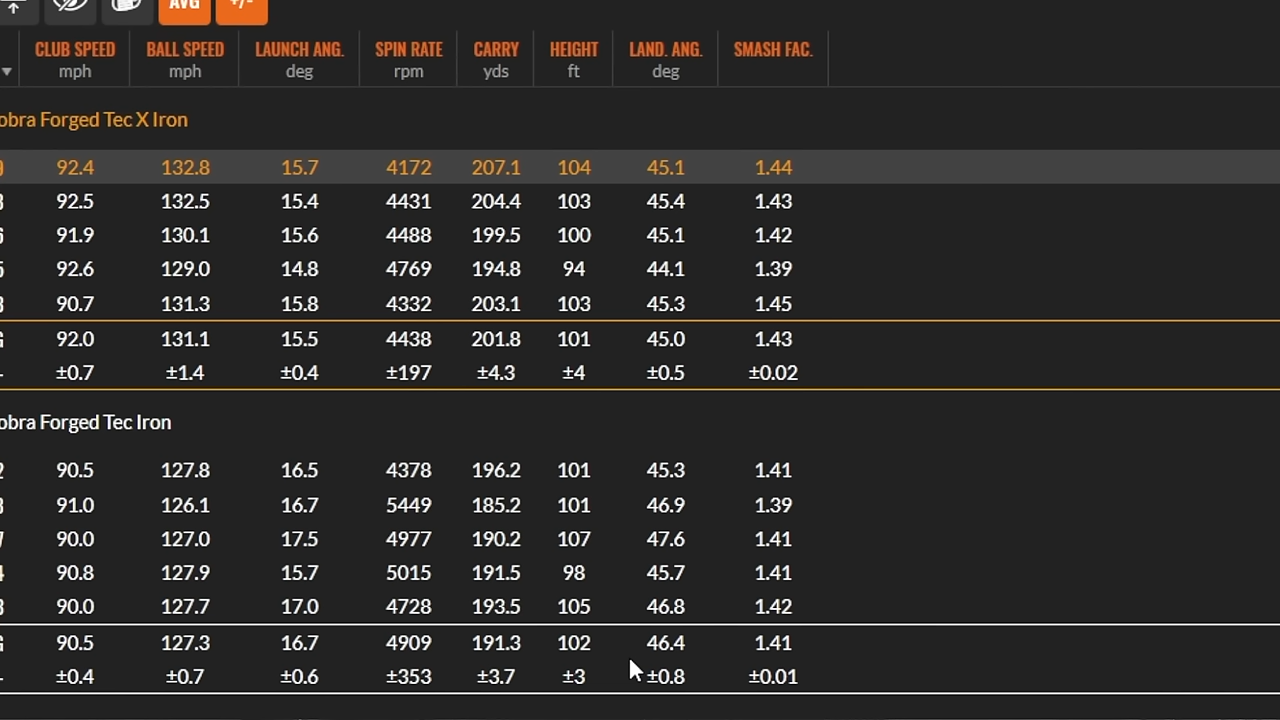 AVG +/-
CLUB SPEED BALL SPEED LAUNCH ANG. SPIN RATE CARRY HEIGHT LAND. ANG. SMASH FAC.
mph mph deg rpm yds ft deg
obra Forged Tec X Iron
92.4 132.8 15.7 4172 207.1 104 45.1 1.44
92.5 132.5 15.4 4431 204.4 103 45.4 1.43
91.9 130.1 15.6 4488 199.5 100 45.1 1.42
92.6 129.0 14.8 4769 194.8 94 44.1 1.39
90.7 131.3 15.8 4332 203.1 103 45.3 1.45
92.0 131.1 15.5 4438 201.8 101 45.0 1.43
±0.7 ±1.4 ±0.4 ±197 ±4.3 ±4 ±0.5 ±0.02
obra Forged Tec Iron
90.5 127.8 16.5 4378 196.2 101 45.3 1.41
91.0 126.1 16.7 5449 185.2 101 46.9 1.39
90.0 127.0 17.5 4977 190.2 107 47.6 1.41
90.8 127.9 15.7 5015 191.5 98 45.7 1.41
90.0 127.7 17.0 4728 193.5 105 46.8 1.42
90.5 127.3 16.7 4909 191.3 102 46.4 1.41
±0.4 ±0.7 ±0.6 ±353 ±3.7 ±3 ±0.8 ±0.01